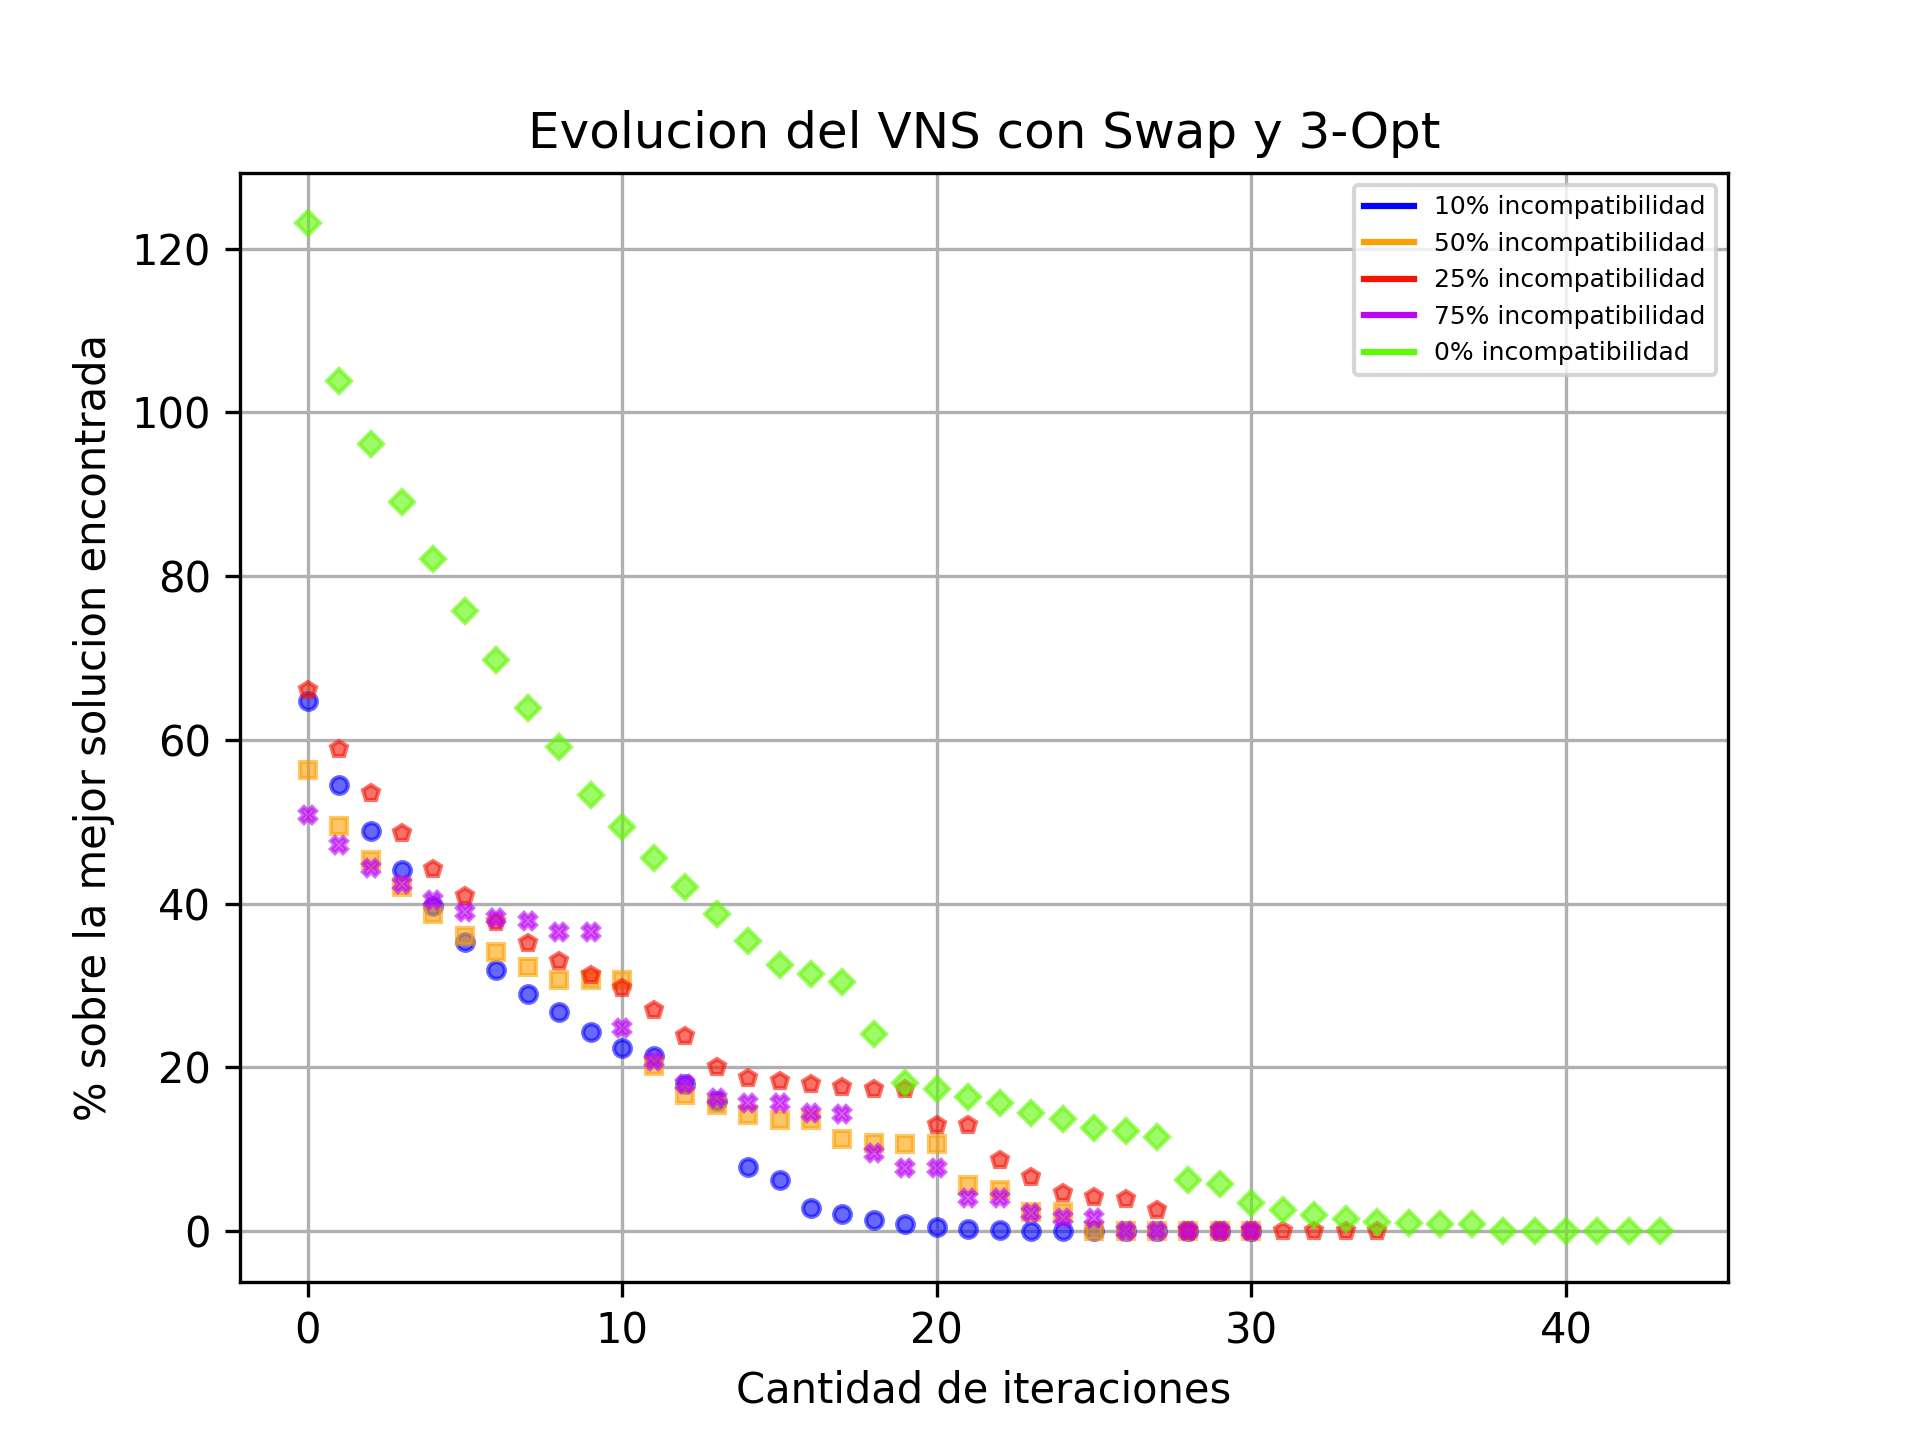 Evolucion del VNS con Swap y 3-Opt
% sobre la mejor solucion encontrada
120
100
80
60
40
20
0
10% incompatibilidad
50% incompatibilidad
25% incompatibilidad
75% incompatibilidad
0% incompatibilidad
0 10 20 30 40
Cantidad de iteraciones